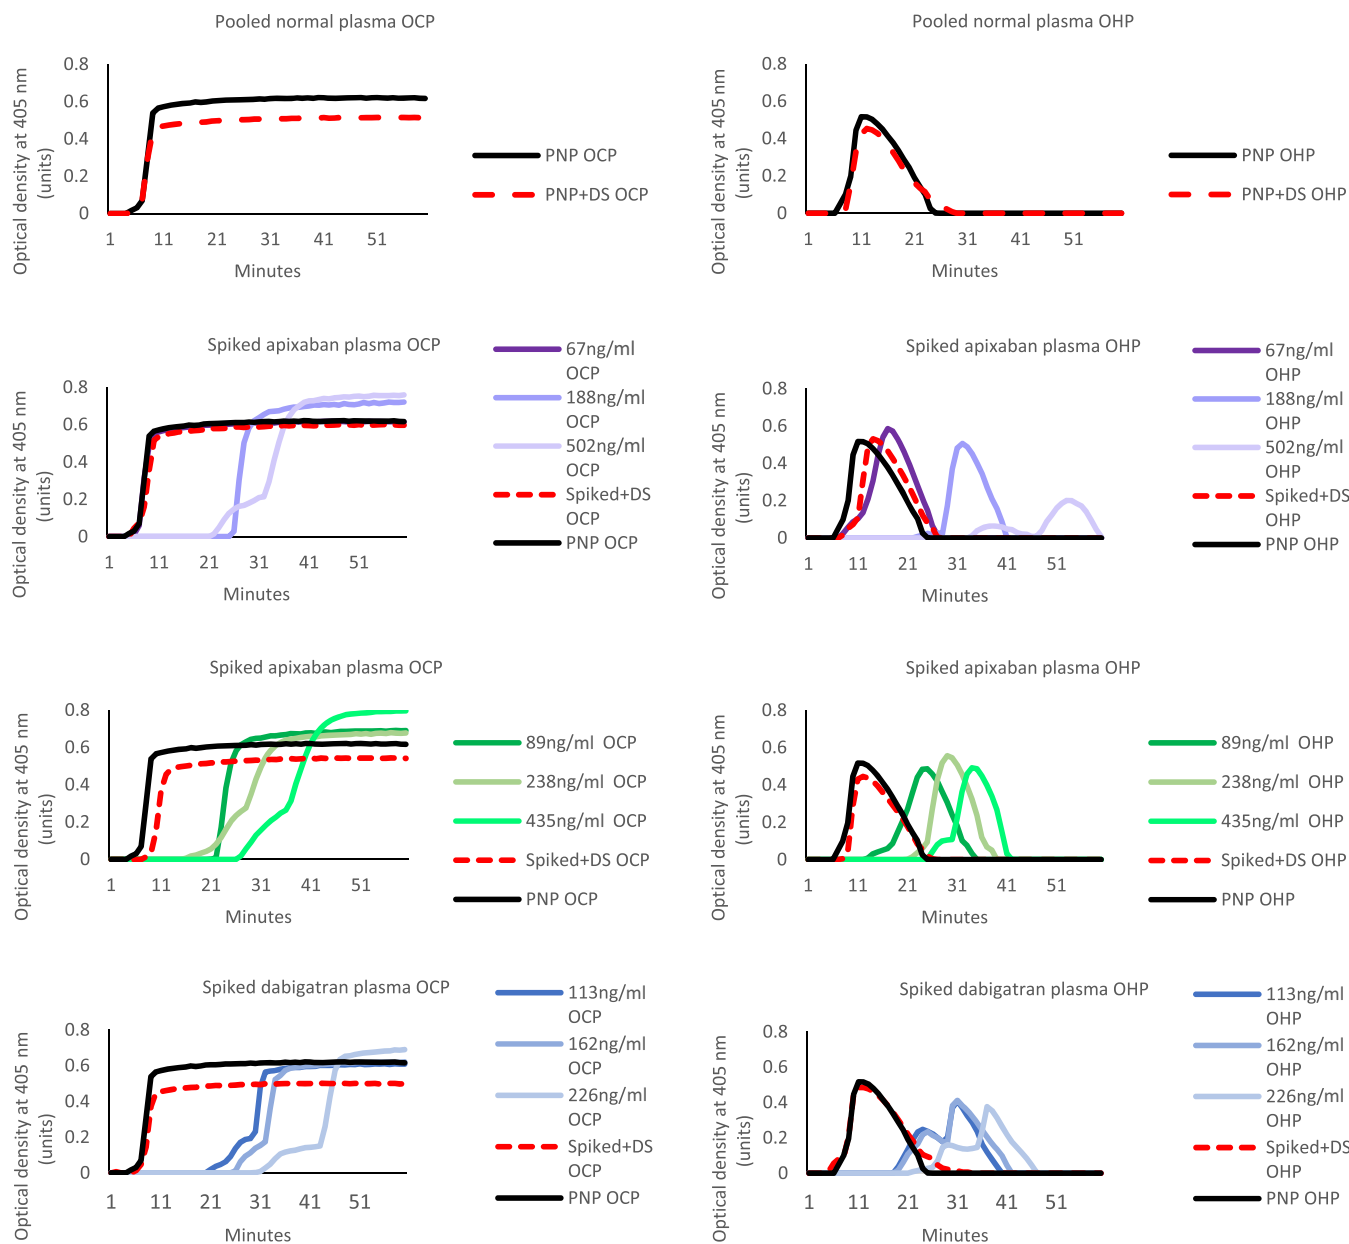 Pooled normal plasma OCP
Optical density at 405 nm
(units)
0.8
0.6
0.4
0.2
0
1 11 21 31 41 51
Minutes
PNP OCP
PNP+DS OCP
Pooled normal plasma OHP
Optical density at 405 nm
(units)
0.8
0.6
0.4
0.2
0
1 11 21 31 41 51
Minutes
PNP OHP
PNP+DS OHP
Spiked apixaban plasma OCP
Optical density at 405 nm
(units)
0.8
0.6
0.4
0.2
0
1 11 21 31 41 51
Minutes
67ng/ml
OCP
188ng/ml
OCP
502ng/ml
OCP
Spiked+DS
OCP
PNP OCP
Spiked apixaban plasma OHP
Optical density at 405 nm
(units)
0.8
0.6
0.4
0.2
0
1 11 21 31 41 51
Minutes
67ng/ml
OHP
188ng/ml
OHP
502ng/ml
OHP
Spiked+DS
OHP
PNP OHP
Spiked apixaban plasma OCP
Optical density at 405 nm
(units)
0.8
0.6
0.4
0.2
0
1 11 21 31 41 51
Minutes
89ng/ml OCP
238ng/ml OCP
435ng/ml OCP
Spiked+DS OCP
PNP OCP
Spiked apixaban plasma OHP
Optical density at 405 nm
(units)
0.8
0.6
0.4
0.2
0
1 11 21 31 41 51
Minutes
89ng/ml OHP
238ng/ml OHP
435ng/ml OHP
Spiked+DS OHP
PNP OHP
Spiked dabigatran plasma OCP
Optical density at 405 nm
(units)
0.8
0.6
0.4
0.2
0
1 11 21 31 41 51
Minutes
113ng/ml
OCP
162ng/ml
OCP
226ng/ml
OCP
Spiked+DS
OCP
PNP OCP
Spiked dabigatran plasma OHP
Optical density at 405 nm
(units)
0.8
0.6
0.4
0.2
0
1 11 21 31 41 51
Minutes
113ng/ml
OHP
162ng/ml
OHP
226ng/ml
OHP
Spiked+DS
OHP
PNP OHP